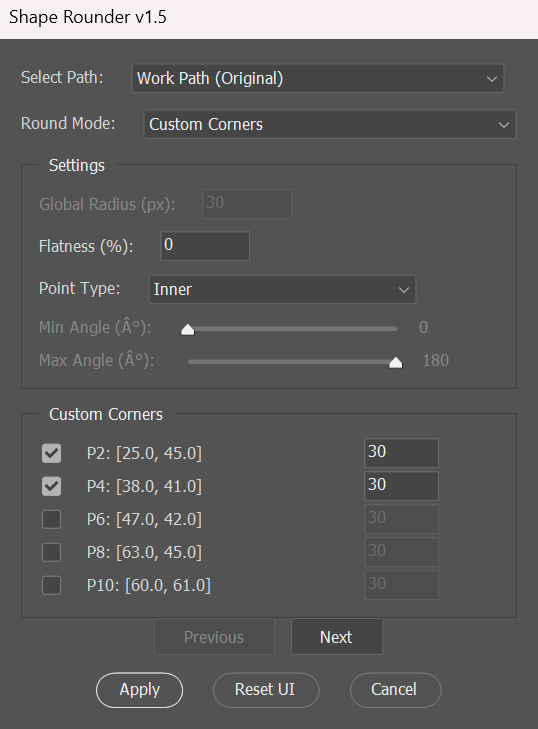 Shape Rounder v1.5
Select Path: Work Path (Original)
Round Mode: Custom Corners
Settings
Global Radius (px): 30
Flatness (%): 0
Point Type: Inner
Min Angle (Â°): 0
Max Angle (Â°): 180
Custom Corners
P2: [25.0, 45.0] 30
P4: [38.0, 41.0] 30
P6: [47.0, 42.0] 30
P8: [63.0, 45.0] 30
P10: [60.0, 61.0] 30
Previous Next
Apply Reset UI Cancel